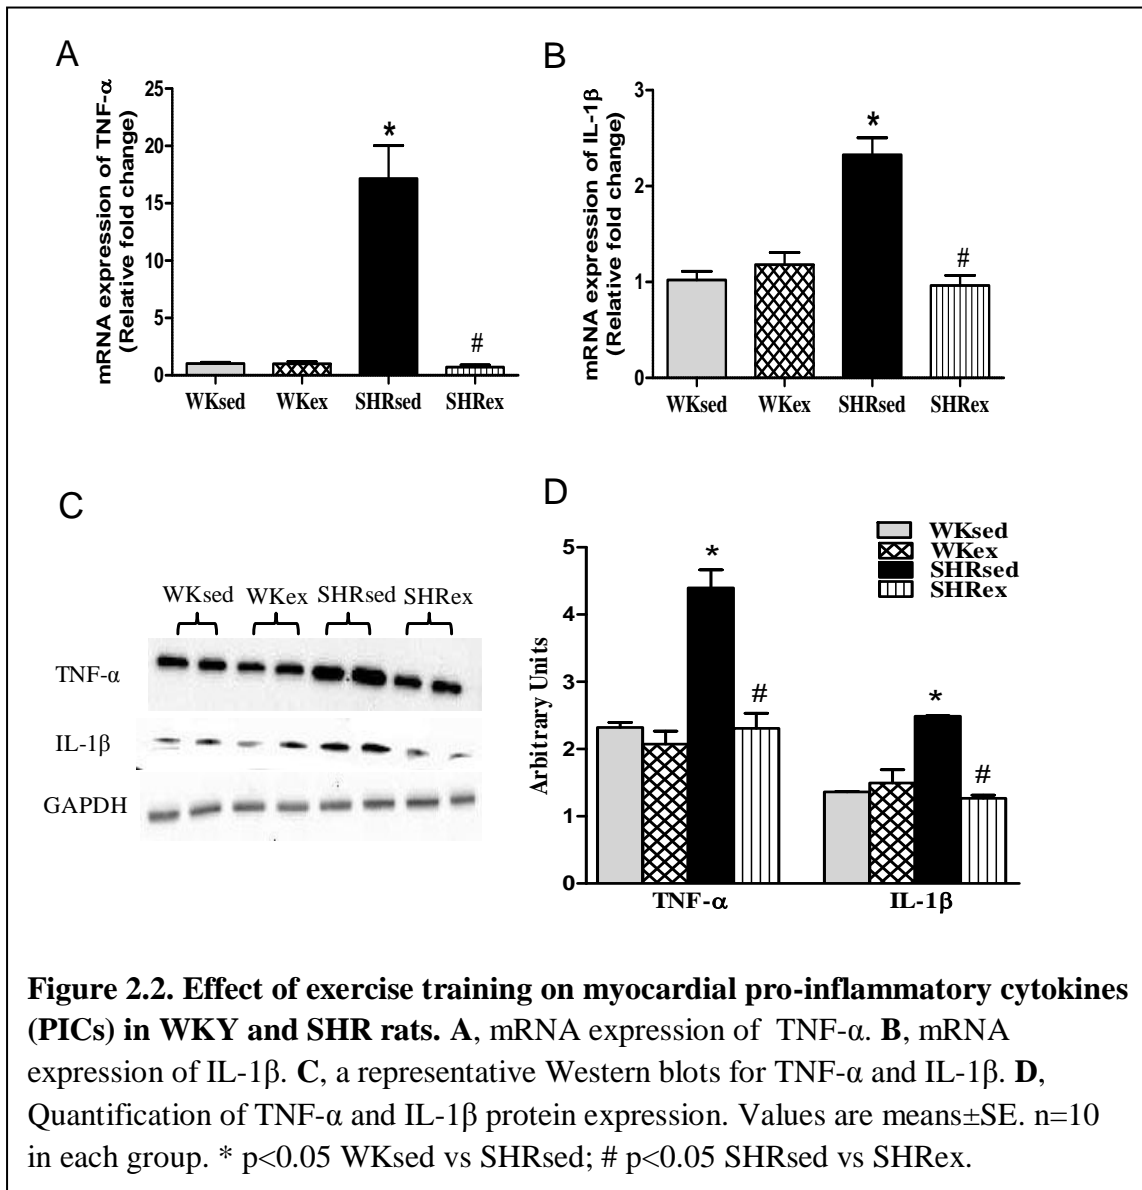 A
mRNA expression of TNF-α
(Relative fold change)
25
20
15
10
5
0
*
#
WKsed WKex SHRsed SHRex
B
mRNA expression of IL-1β
(Relative fold change)
3
2
1
0
*
#
WKsed WKex SHRsed SHRex
C
WKsed WKex SHRsed SHRex
TNF-α
IL-1β
GAPDH
D
WKsed
WKex
SHRsed
SHRex
Arbitrary Units
5
4
3
2
1
0
*
#
*
#
TNF-α IL-1β
Figure 2.2. Effect of exercise training on myocardial pro-inflammatory cytokines
(PICs) in WKY and SHR rats. A, mRNA expression of TNF-α. B, mRNA
expression of IL-1β. C, a representative Western blots for TNF-α and IL-1β. D,
Quantification of TNF-α and IL-1β protein expression. Values are means±SE. n=10
in each group. * p<0.05 WKsed vs SHRsed; # p<0.05 SHRsed vs SHRex.